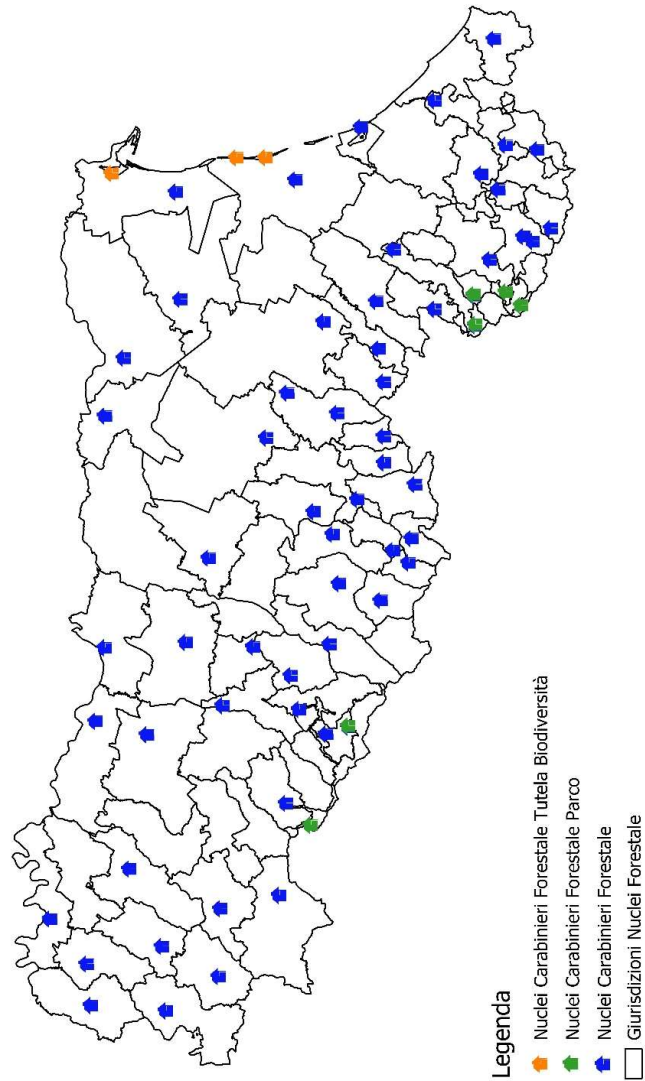 Legenda
Nuclei Carabinieri Forestale Tutela Biodiversità
Nuclei Carabinieri Forestale Parco
Nuclei Carabinieri Forestale
Giurisdizioni Nuclei Forestale